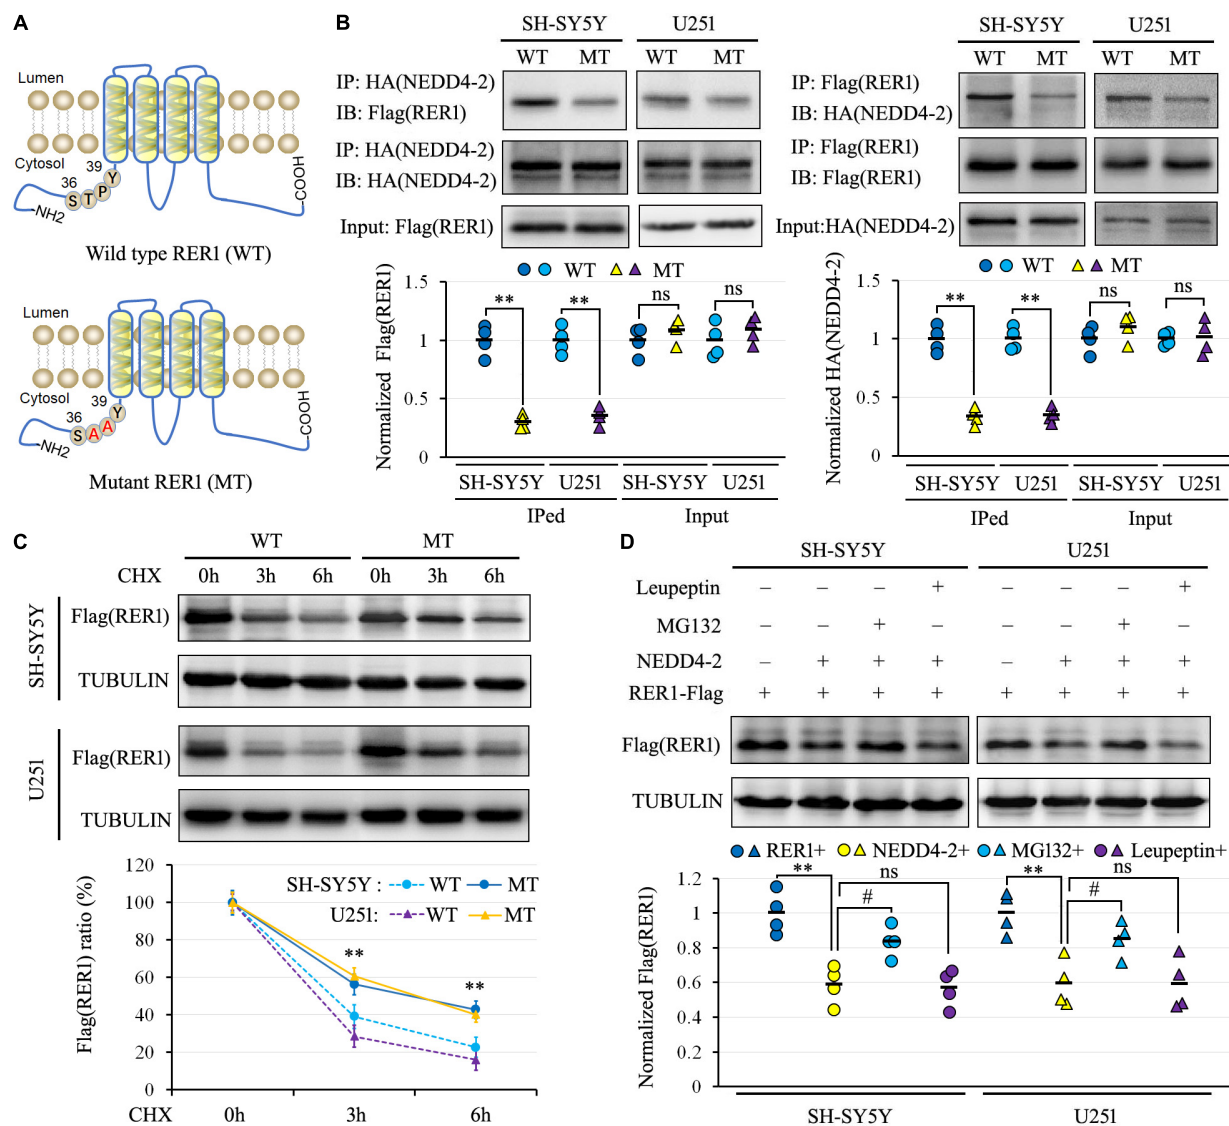 A
Lumen
Cytosol
39
36
S T P Y
NH2
COOH
Wild type RER1 (WT)
Lumen
Cytosol
39
36
S A A Y
NH2
COOH
Mutant RER1 (MT)
B
SH-SY5Y U251
WT MT WT MT
IP: HA(NEDD4-2)
IB: Flag(RER1)
IP: HA(NEDD4-2)
IB: HA(NEDD4-2)
Input: Flag(RER1)
WT MT
Normalized Flag(RER1)
1.5
1
0.5
0
** ** ns ns
SH-SY5Y U251 SH-SY5Y U251
IPed Input
SH-SY5Y U251
WT MT WT MT
IP: Flag(RER1)
IB: HA(NEDD4-2)
IP: Flag(RER1)
IB: Flag(RER1)
Input:HA(NEDD4-2)
WT MT
Normalized HA(NEDD4-2)
1.5
1
0.5
0
** ** ns ns
SH-SY5Y U251 SH-SY5Y U251
IPed Input
C
WT MT
CHX 0h 3h 6h 0h 3h 6h
SH-SY5Y
Flag(RER1)
TUBULIN
U251
Flag(RER1)
TUBULIN
SH-SY5Y : WT MT
U251: WT MT
Flag(RER1) ratio (%)
120
100
80
60
40
20
0
** **
CHX 0h 3h 6h
D
SH-SY5Y U251
Leupeptin – – – + – – – +
MG132 – – + – – – + –
NEDD4-2 – + + + – + + +
RER1-Flag + + + + + + + +
Flag(RER1)
TUBULIN
RER1+ NEDD4-2+ MG132+ Leupeptin+
Normalized Flag(RER1)
1.2
1
0.8
0.6
0.4
0.2
0
** # ns ** # ns
SH-SY5Y U251